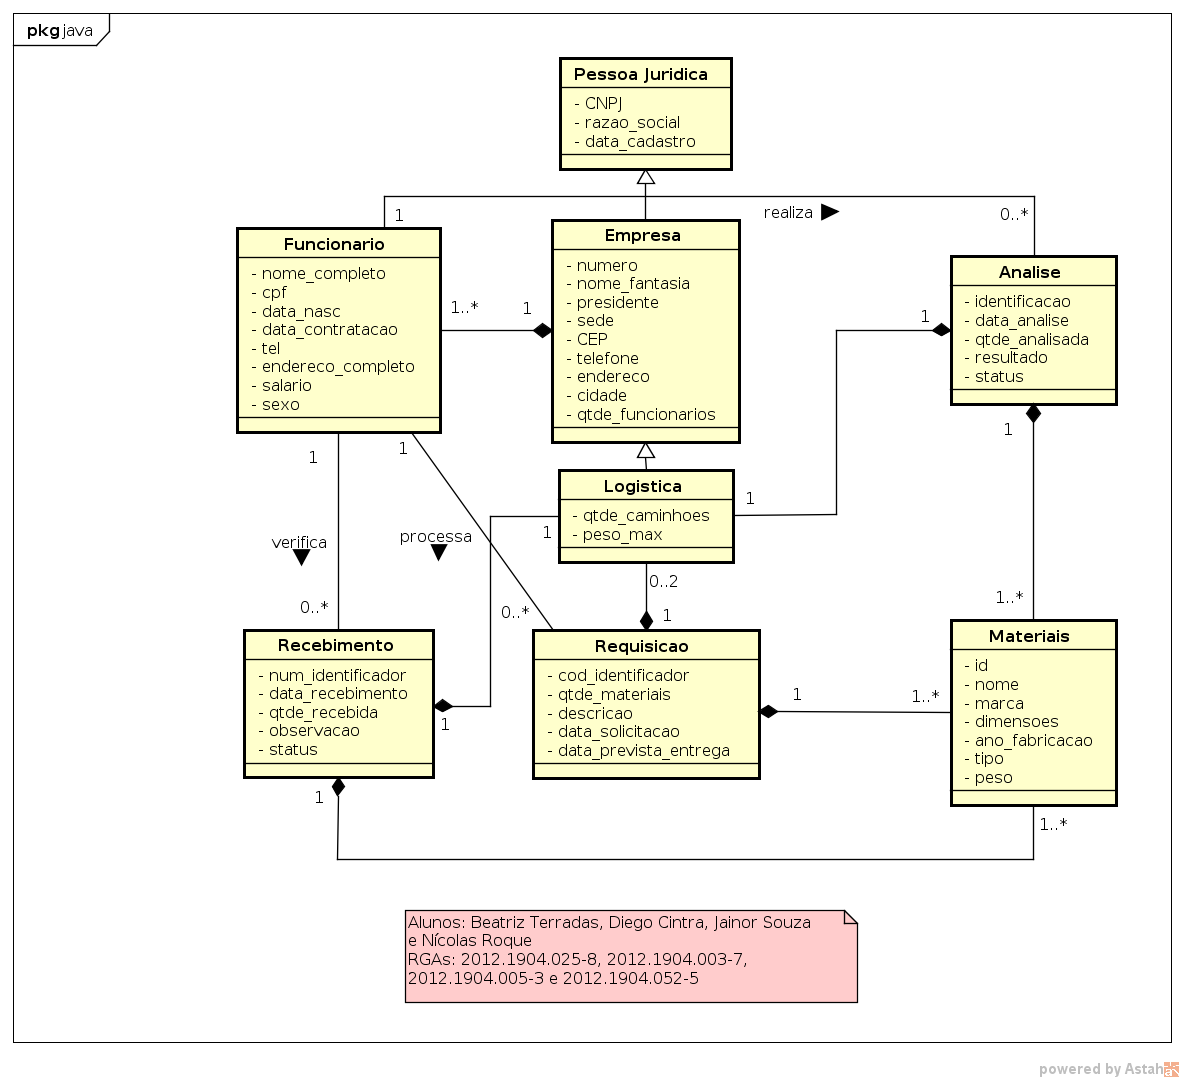 pkg java
Pessoa Juridica
- CNPJ
- razao_social
- data_cadastro
realiza
1
0..*
Funcionario
- nome_completo
- cpf
- data_nasc
- data_contratacao
- tel
- endereco_completo
- salario
- sexo
1..*
1
Empresa
- numero
- nome_fantasia
- presidente
- sede
- CEP
- telefone
- endereco
- cidade
- qtde_funcionarios
Analise
- identificacao
- data_analise
- qtde_analisada
- resultado
- status
1
1
1
1
Logistica
- qtde_caminhoes
- peso_max
1
1
verifica
processa
0..2
1
0..*
0..*
1..*
Recebimento
- num_identificador
- data_recebimento
- qtde_recebida
- observacao
- status
1
1
Requisicao
- cod_identificador
- qtde_materiais
- descricao
- data_solicitacao
- data_prevista_entrega
1
1..*
Materiais
- id
- nome
- marca
- dimensoes
- ano_fabricacao
- tipo
- peso
1..*
Alunos: Beatriz Terradas, Diego Cintra, Jainor Souza
e Nícolas Roque
RGAs: 2012.1904.025-8, 2012.1904.003-7,
2012.1904.005-3 e 2012.1904.052-5
powered by Astah